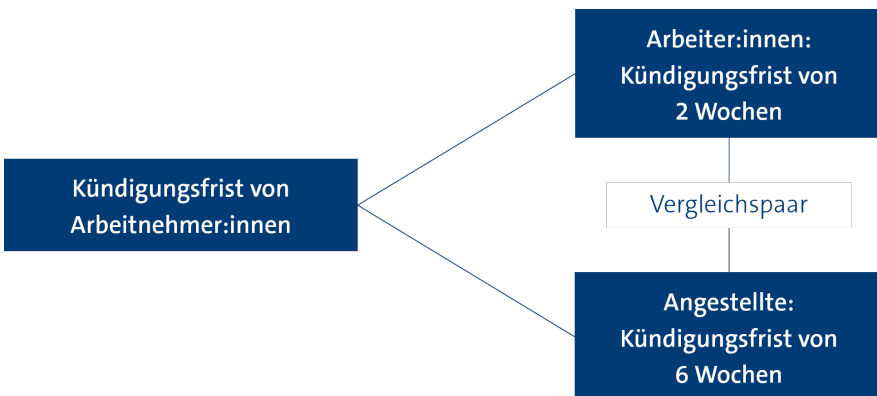 Kündigungsfrist von
Arbeitnehmer:innen
Arbeiter:innen:
Kündigungsfrist von
2 Wochen
Vergleichspaar
Angestellte:
Kündigungsfrist von
6 Wochen